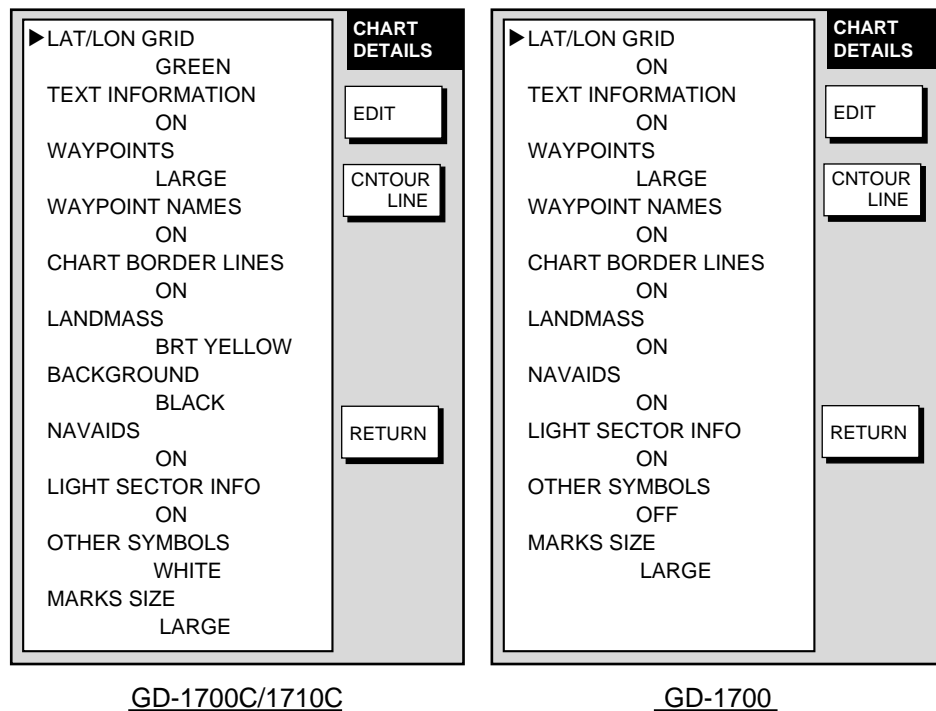 ▶LAT/LON GRID
GREEN
TEXT INFORMATION
ON
WAYPOINTS
LARGE
WAYPOINT NAMES
ON
CHART BORDER LINES
ON
LANDMASS
BRT YELLOW
BACKGROUND
BLACK
NAVAIDS
ON
LIGHT SECTOR INFO
ON
OTHER SYMBOLS
WHITE
MARKS SIZE
LARGE
CHART
DETAILS
EDIT
CNTOUR
LINE
RETURN
GD-1700C/1710C
▶LAT/LON GRID
ON
TEXT INFORMATION
ON
WAYPOINTS
LARGE
WAYPOINT NAMES
ON
CHART BORDER LINES
ON
LANDMASS
ON
NAVAIDS
ON
LIGHT SECTOR INFO
ON
OTHER SYMBOLS
OFF
MARKS SIZE
LARGE
CHART
DETAILS
EDIT
CNTOUR
LINE
RETURN
GD-1700